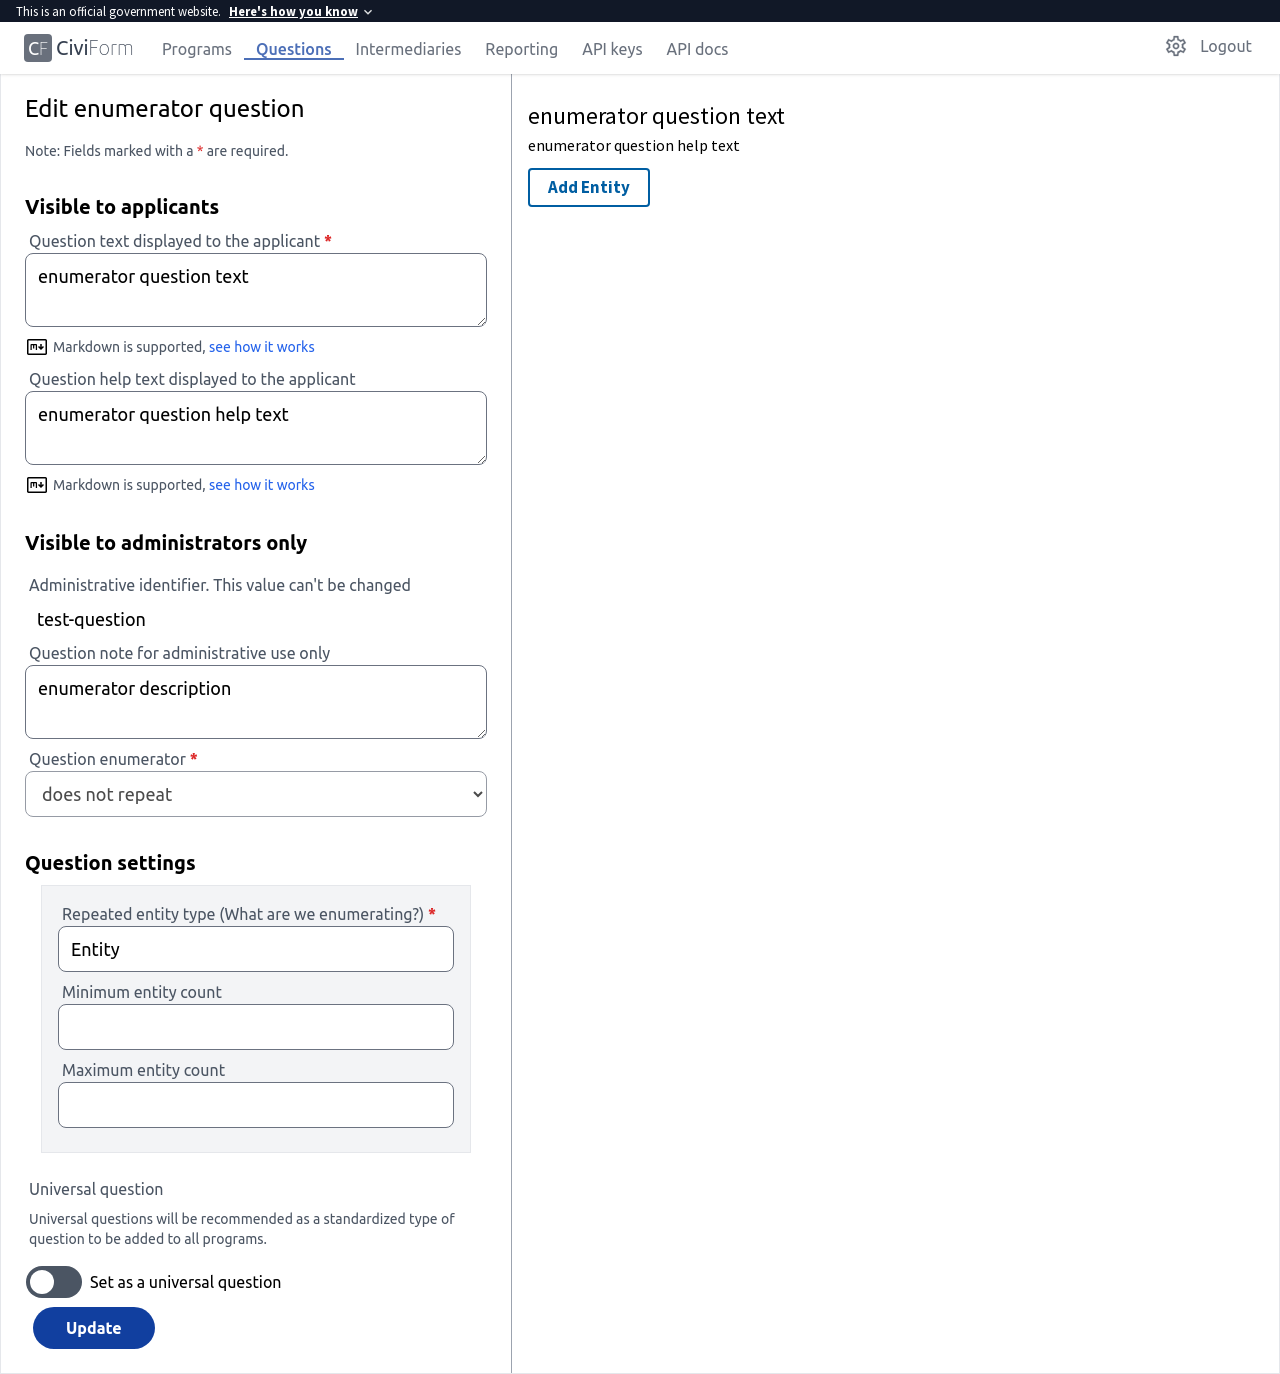 This is an official government website. Here's how you know
CF CiviForm Programs Questions Intermediaries Reporting API keys API docs Logout
Edit enumerator question
Note: Fields marked with a * are required.
Visible to applicants
Question text displayed to the applicant *
enumerator question text
Markdown is supported, see how it works
Question help text displayed to the applicant
enumerator question help text
Markdown is supported, see how it works
Visible to administrators only
Administrative identifier. This value can't be changed
test-question
Question note for administrative use only
enumerator description
Question enumerator *
does not repeat
Question settings
Repeated entity type (What are we enumerating?) *
Entity
Minimum entity count
Maximum entity count
Universal question
Universal questions will be recommended as a standardized type of
question to be added to all programs.
Set as a universal question
Update
enumerator question text
enumerator question help text
Add Entity